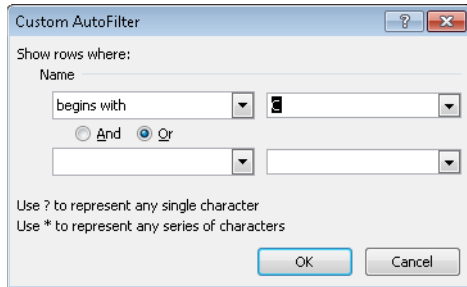 Custom AutoFilter ?
Show rows where:
Name
begins with C
And Or
Use ? to represent any single character
Use * to represent any series of characters
OK Cancel